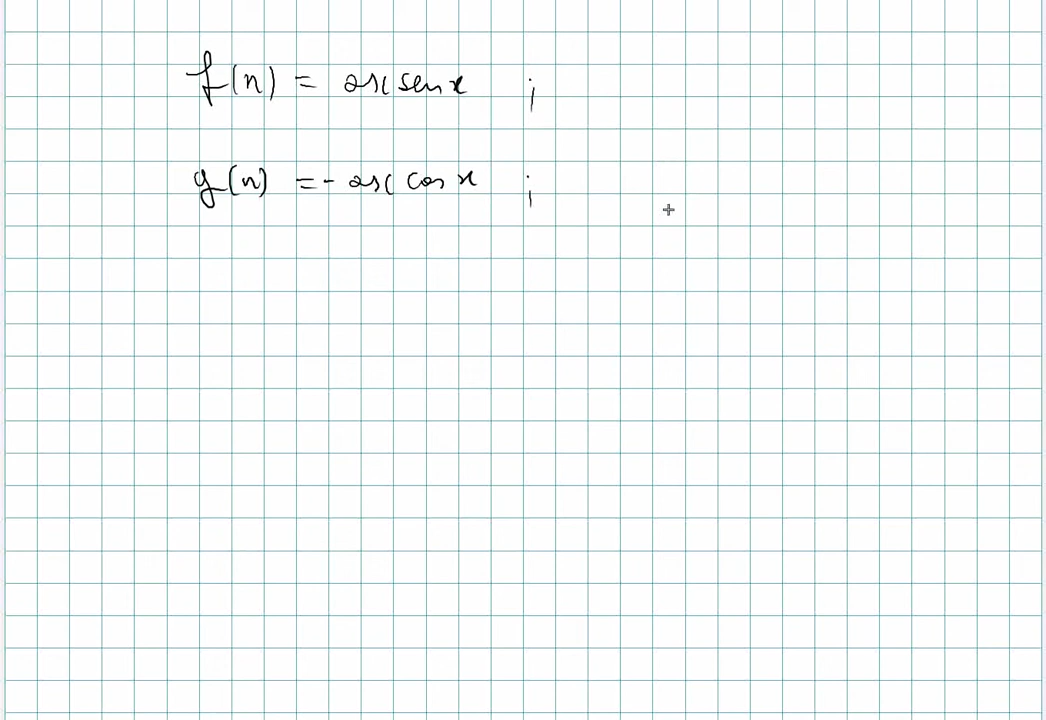 f(x) = arcsen x ;
g(x) = - arc cos x ;